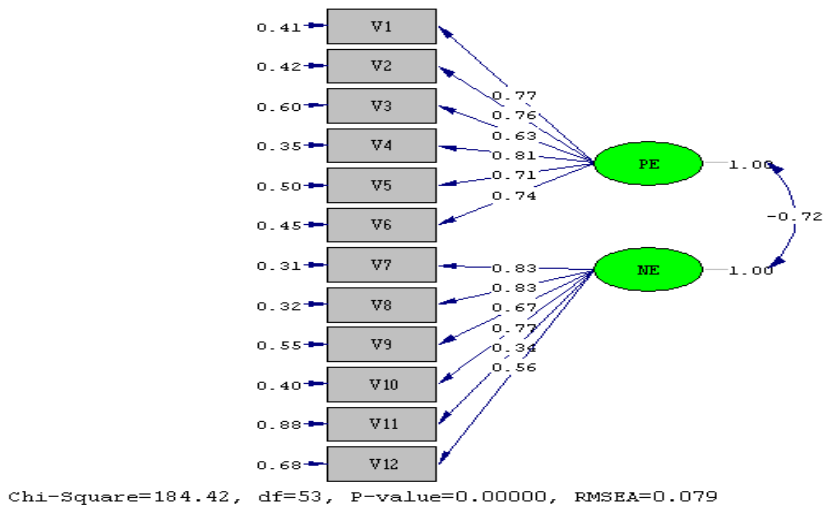 0.41 V1
0.42 V2
0.77
0.60 V3
0.76
0.63
0.35 V4
0.81 PE 1.00
0.50 V5
0.71
0.74
0.45 V6
-0.72
0.31 V7
0.83 NE 1.00
0.83
0.32 V8
0.67
0.77
0.55 V9
0.34
0.56
0.40 V10
0.88 V11
0.68 V12
Chi-Square=184.42, df=53, P-value=0.00000, RMSEA=0.079